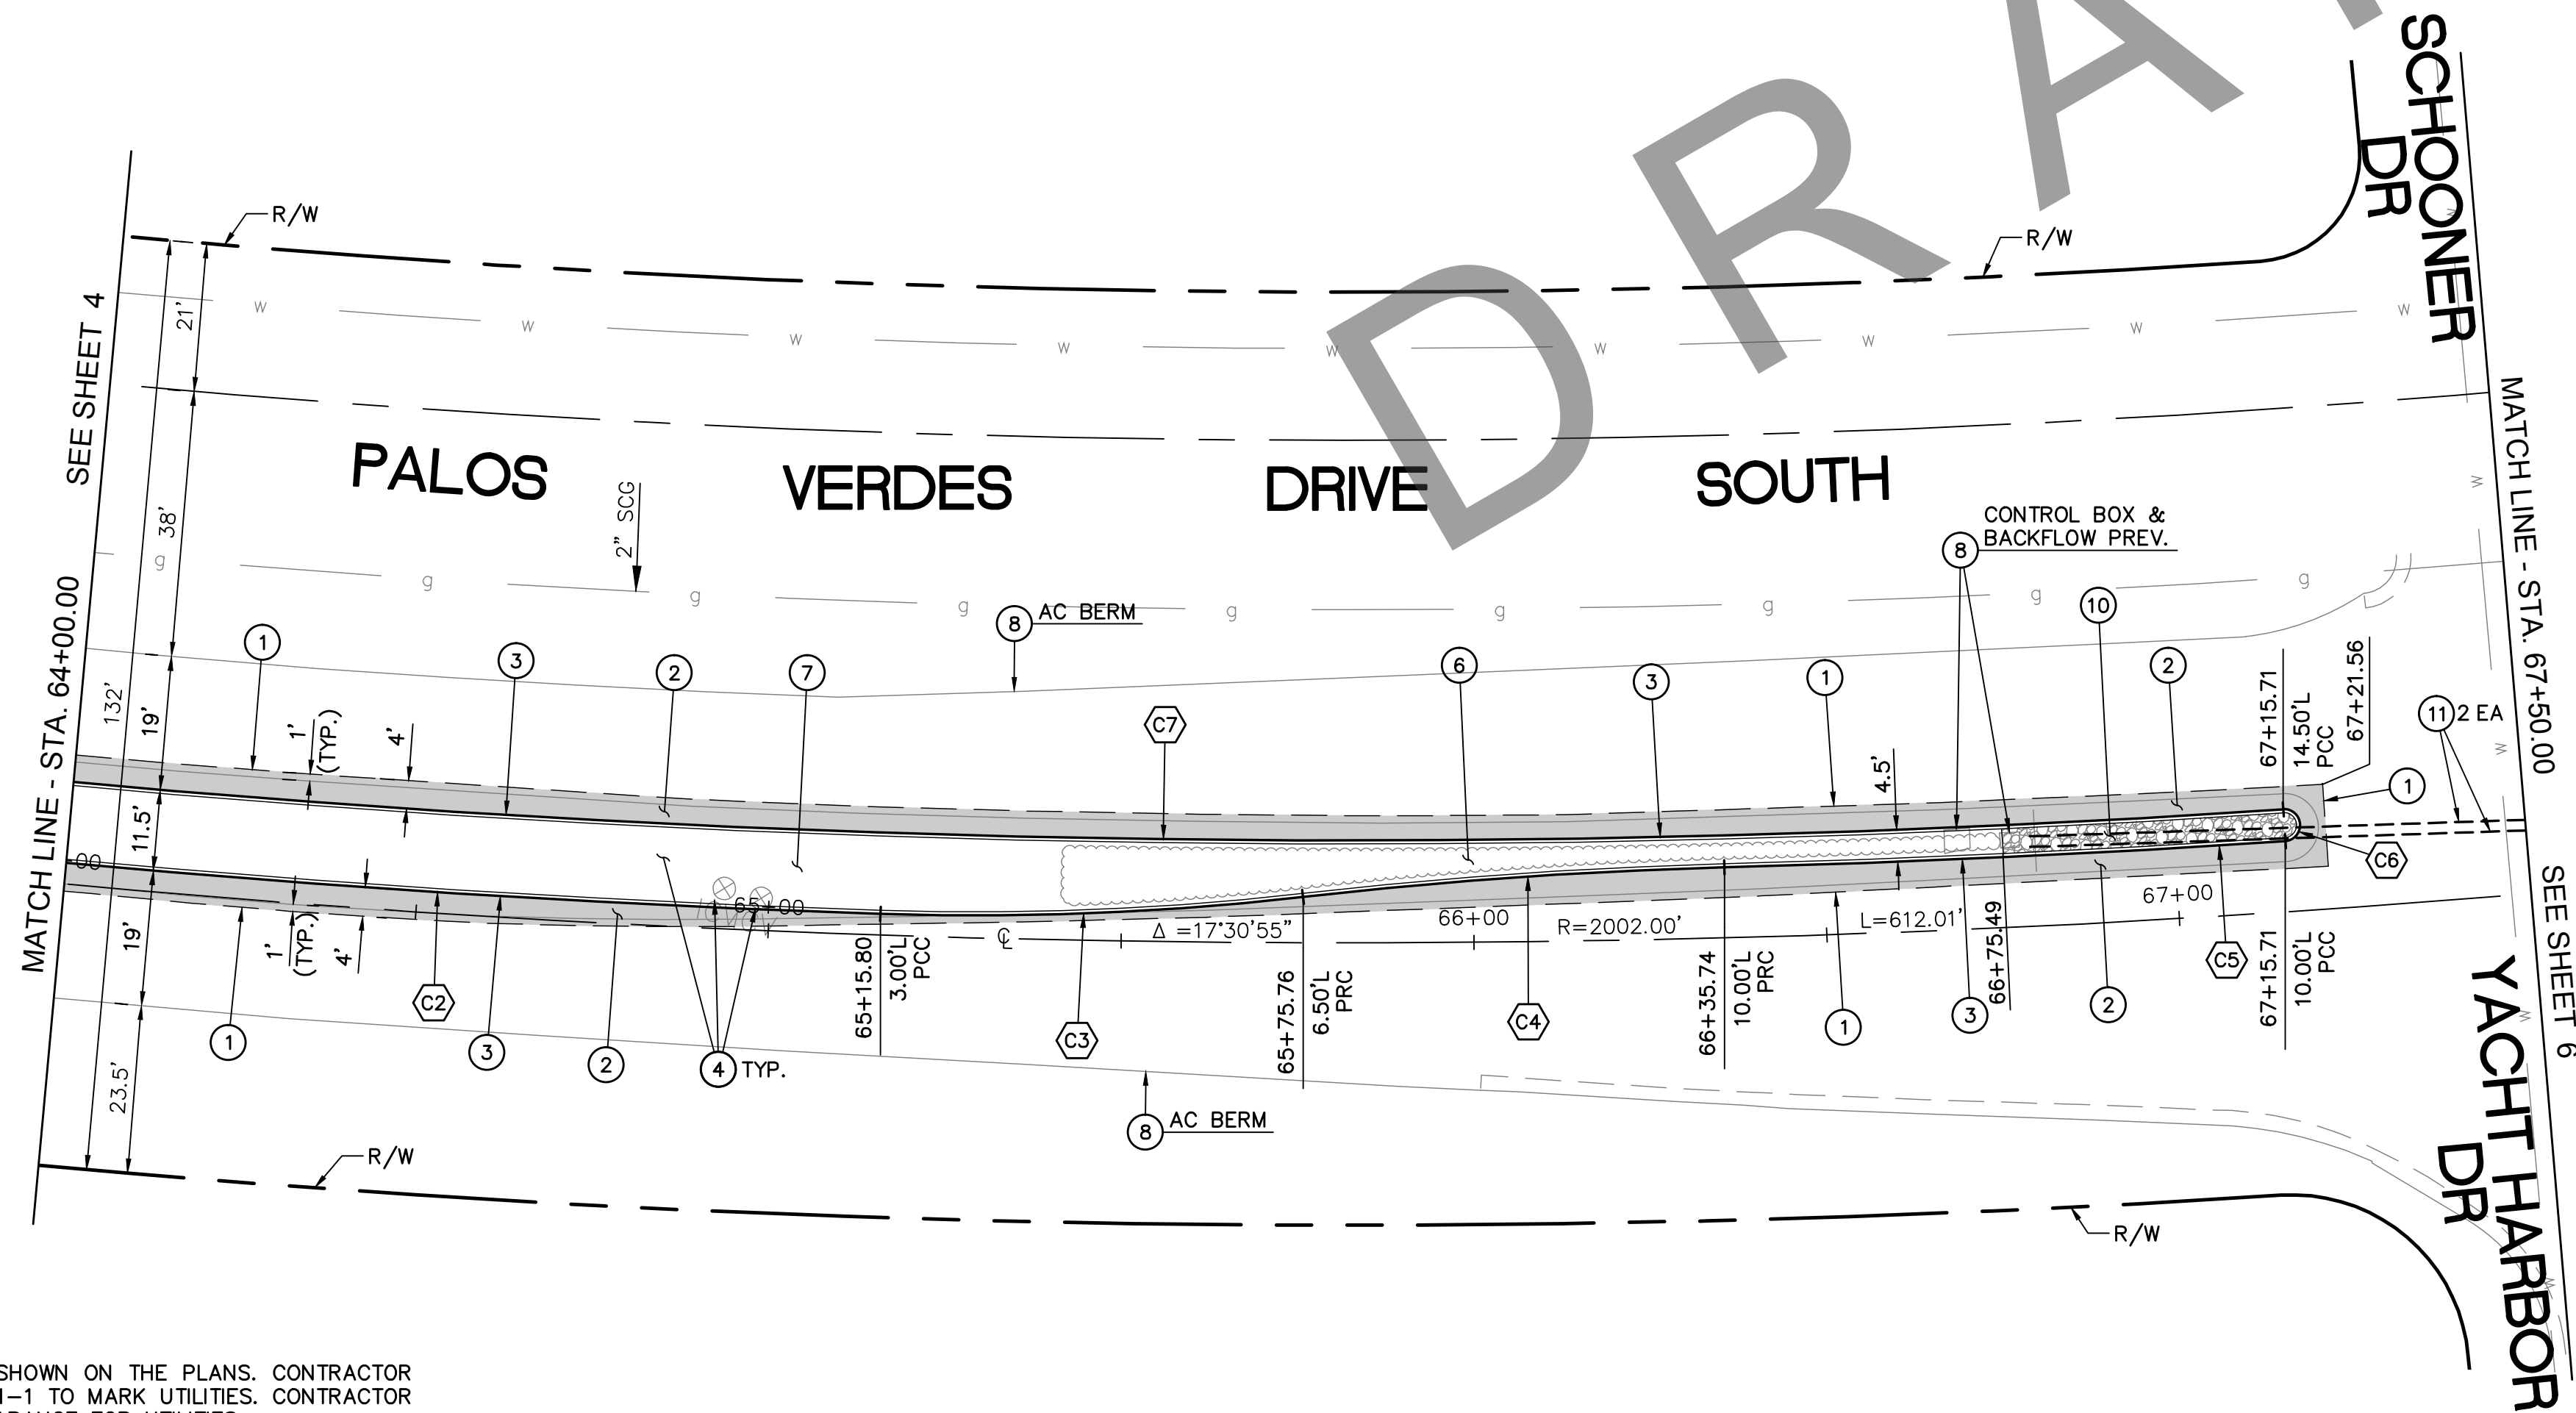 DRA
SCHOONER
DR
R/W
R/W
SEE SHEET 4
MATCH LINE - STA. 64+00.00
21'
38'
132'
19'
11.5'
19'
23.5'
w w w w w w w w w
PALOS VERDES DRIVE SOUTH
2" SCG
g g g g g g g g g
CONTROL BOX &
BACKFLOW PREV.
8
10
8 AC BERM
1
3
2
7
6
3
1
2
C7
1'
(TYP.)
4'
4.5'
67+15.71
14.50'L
PCC
67+21.56
11 2 EA
1
C6
MATCH LINE - STA. 67+50.00
SEE SHEET 6
00
65+00
66+00
67+00
℄
Δ =17°30'55"
R=2002.00'
L=612.01'
1'
(TYP.)
4'
C2
65+15.80
3.00'L
PCC
C3
65+75.76
6.50'L
PRC
C4
66+35.74
10.00'L
PRC
66+75.49
C5
67+15.71
10.00'L
PCC
1
3
2
4 TYP.
1
3
2
8 AC BERM
R/W
R/W
YACHT HARBOR
DR
SHOWN ON THE PLANS. CONTRACTOR
1-1 TO MARK UTILITIES. CONTRACTOR